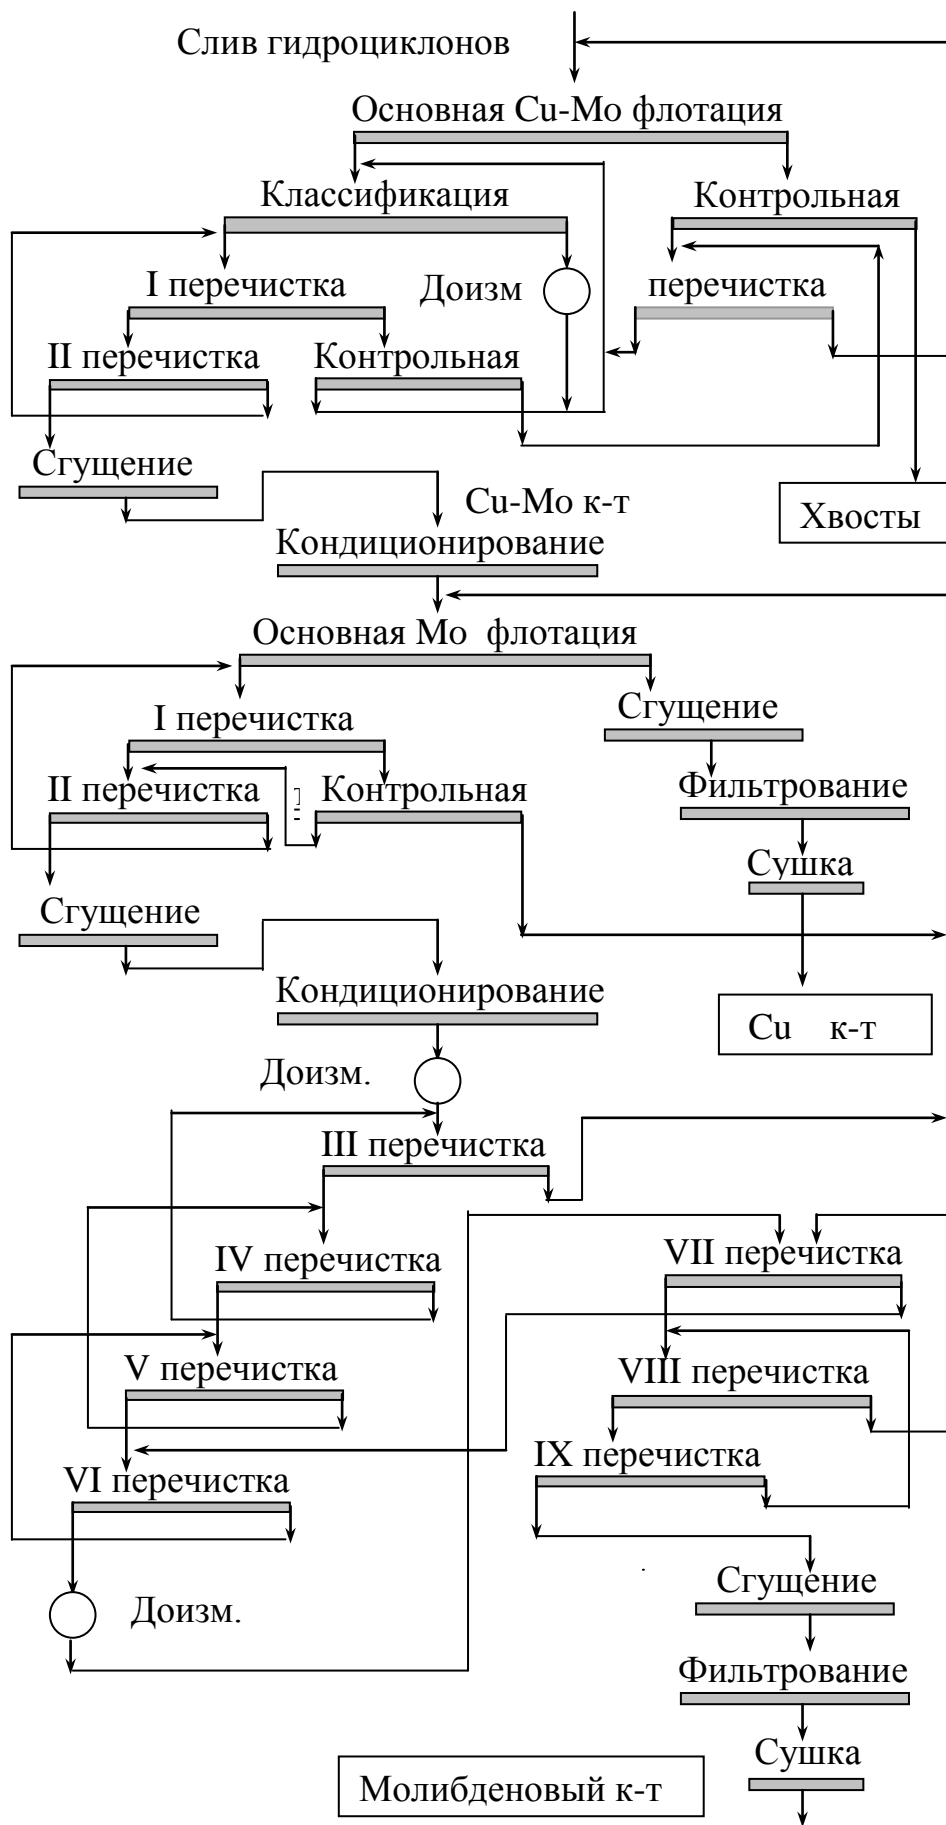 Слив гидроциклонов
Основная Cu-Mo флотация
Классификация
Контрольная
I перечистка
Доизм
перечистка
II перечистка
Контрольная
Сгущение
Cu-Mo к-т
Хвосты
Кондиционирование
Основная Mo флотация
Сгущение
I перечистка
II перечистка
Контрольная
Фильтрование
Сушка
Сгущение
Кондиционирование
Cu к-т
Доизм.
III перечистка
IV перечистка
VII перечистка
V перечистка
VIII перечистка
IX перечистка
VI перечистка
Сгущение
Доизм.
Фильтрование
Сушка
Молибденовый к-т